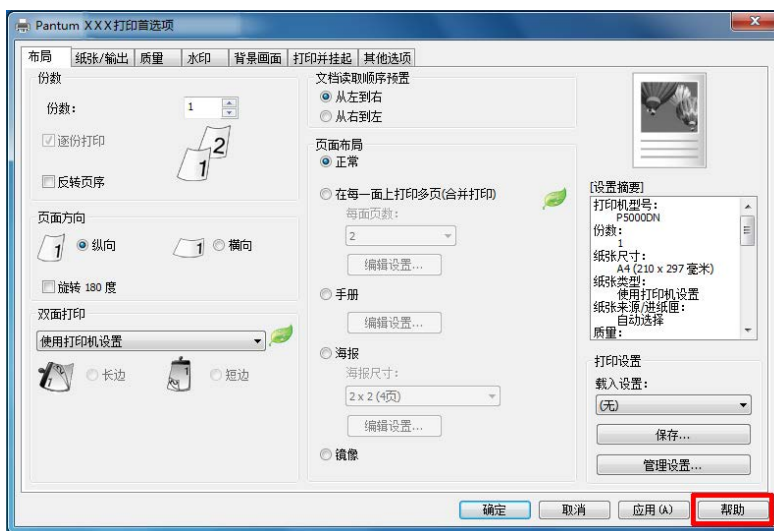 Pantum XXX打印首选项
布局 纸张/输出 质量 水印 背景画面 打印并挂起 其他选项
份数
份数:
1
逐份打印
反转页序
1 2
页面方向
1 纵向 1 横向
旋转 180 度
双面打印
使用打印机设置
长边 短边
文档读取顺序预置
从左到右
从右到左
页面布局
正常
在每一面上打印多页(合并打印)
每面页数:
2
编辑设置...
手册
编辑设置...
海报
海报尺寸:
2 x 2 (4页)
编辑设置...
镜像
[设置摘要]
打印机型号:
P5000DN
份数:
1
纸张尺寸:
A4 (210 x 297 毫米)
纸张类型:
使用打印机设置
纸张来源/进纸匣:
自动选择
质量:
打印设置
载入设置:
(无)
保存...
管理设置...
确定 取消 应用(A) 帮助